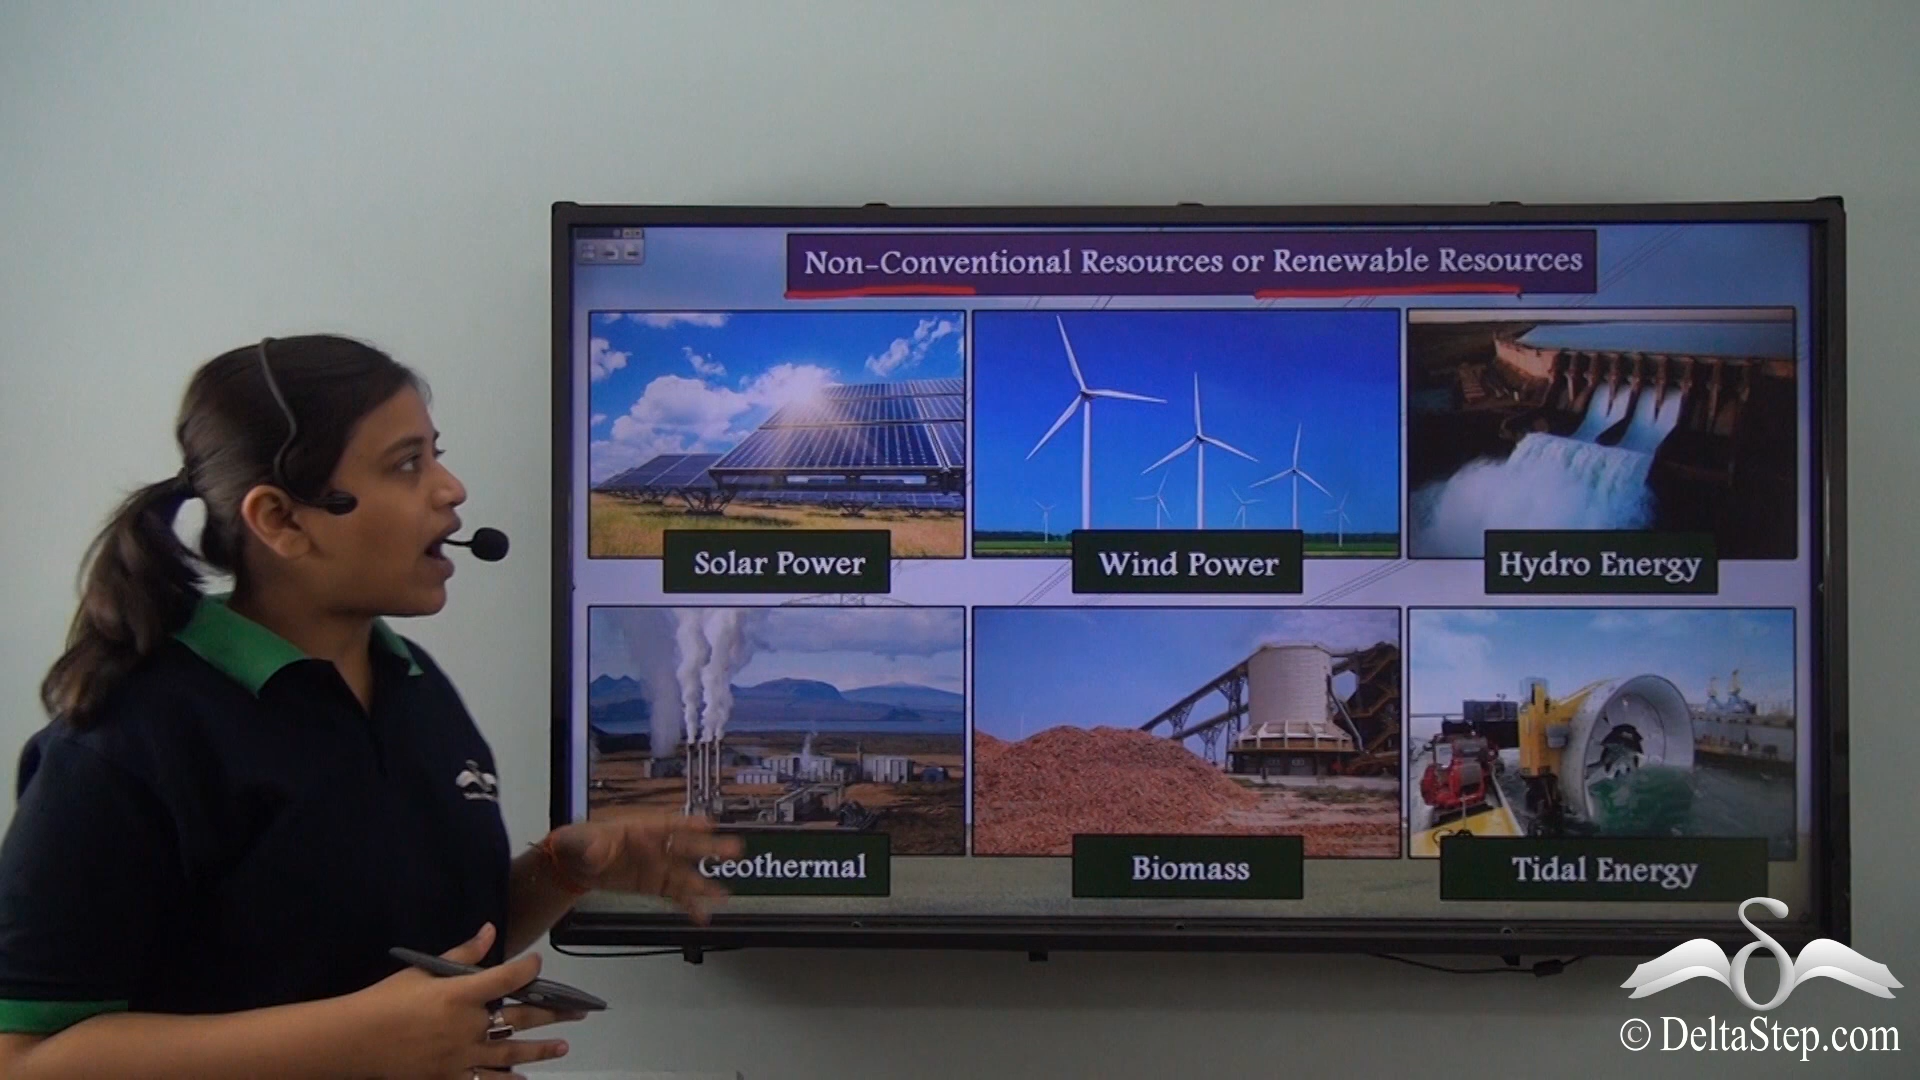 Non-Conventional Resources or Renewable Resources
Solar Power
Wind Power
Hydro Energy
Geothermal
Biomass
Tidal Energy
© DeltaStep.com